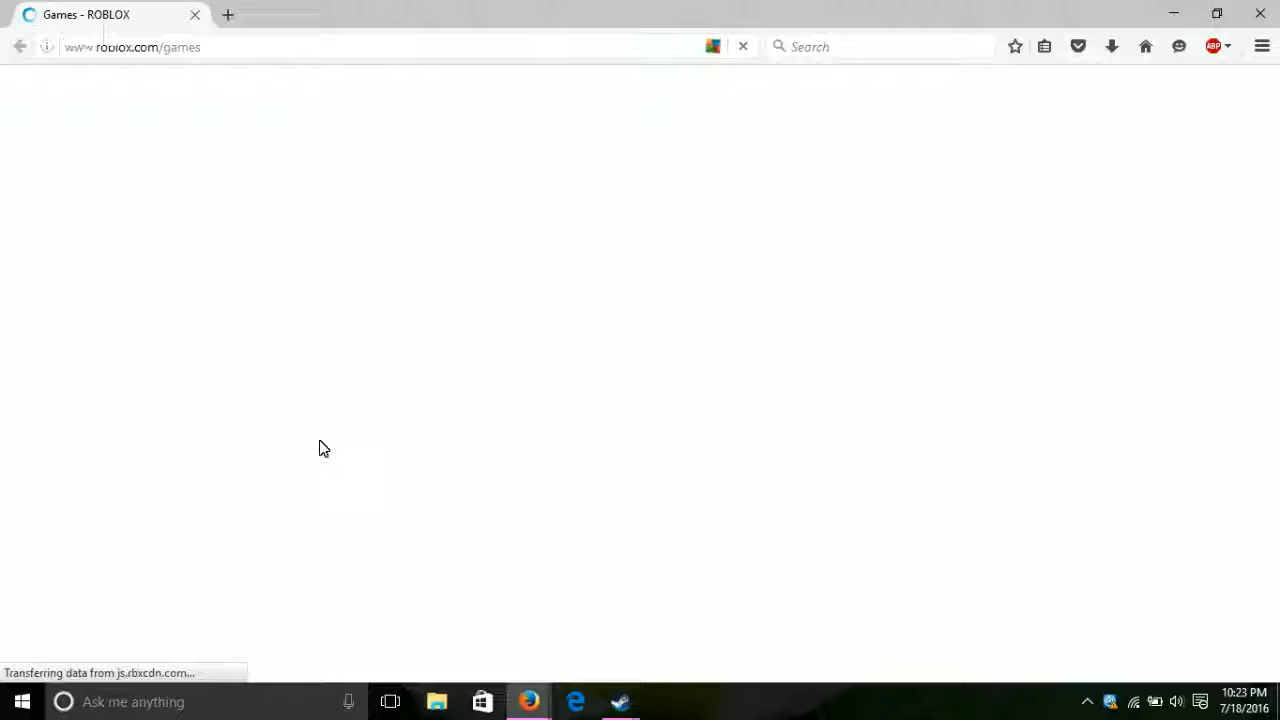 Games - ROBLOX
www.roblox.com/games
Search
ABP
Transferring data from js.rbxcdn.com...
Ask me anything
10:23 PM
7/18/2016